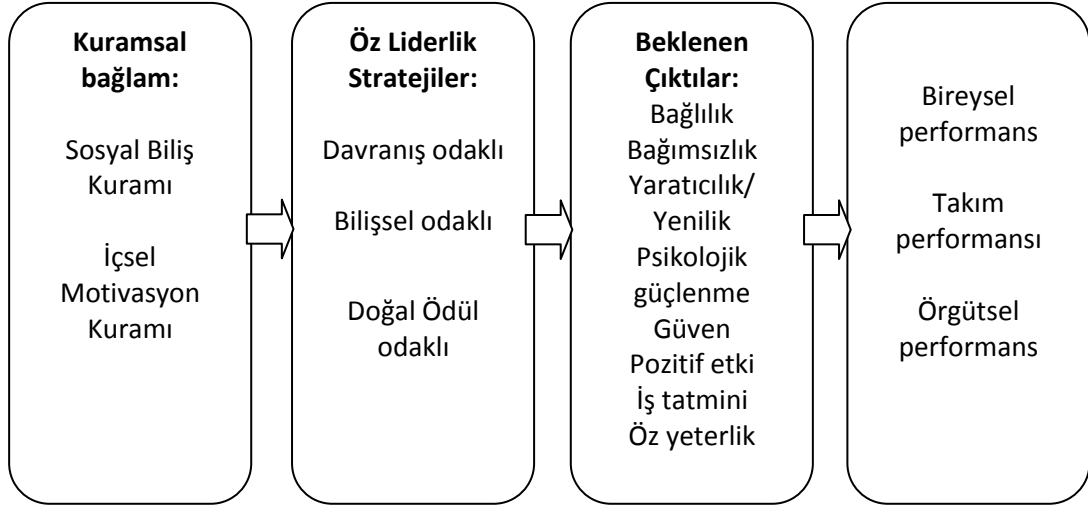 Kuramsal
bağlam:
Sosyal Biliş
Kuramı
İçsel
Motivasyon
Kuramı
Öz Liderlik
Stratejiler:
Davranış odaklı
Bilişsel odaklı
Doğal Ödül
odaklı
Beklenen
Çıktılar:
Bağlılık
Bağımsızlık
Yaratıcılık/
Yenilik
Psikolojik
güçlenme
Güven
Pozitif etki
İş tatmini
Öz yeterlik
Bireysel
performans
Takım
performansı
Örgütsel
performans